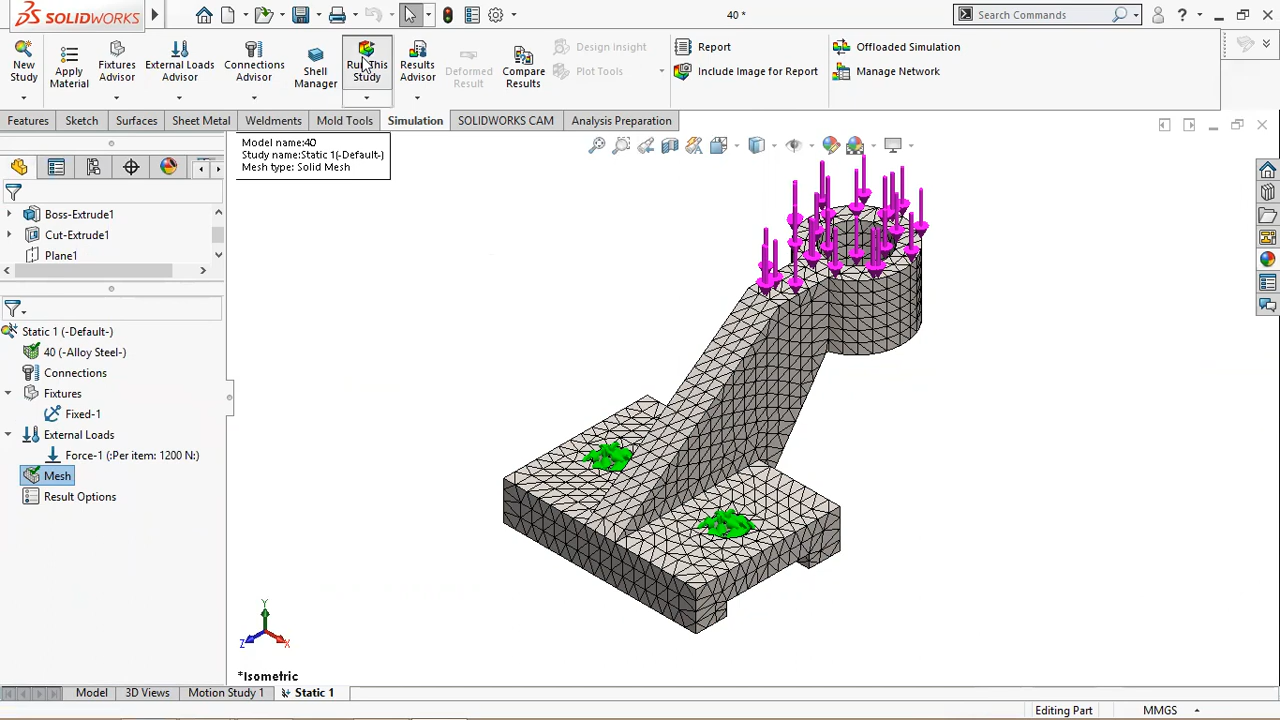 SOLIDWORKS
40 *
Search Commands
New Study
Apply Material
Fixtures Advisor
External Loads Advisor
Connections Advisor
Shell Manager
Run This Study
Results Advisor
Deformed Result
Compare Results
Design Insight
Plot Tools
Report
Include Image for Report
Offloaded Simulation
Manage Network
Features
Sketch
Surfaces
Sheet Metal
Weldments
Mold Tools
Simulation
SOLIDWORKS CAM
Analysis Preparation
Model name:40
Study name:Static 1(-Default-)
Mesh type: Solid Mesh
Boss-Extrude1
Cut-Extrude1
Plane1
Static 1 (-Default-)
40 (-Alloy Steel-)
Connections
Fixtures
Fixed-1
External Loads
Force-1 (:Per item: 1200 N:)
Mesh
Result Options
Y
Z
X
*Isometric
Model
3D Views
Motion Study 1
Static 1
Editing Part
MMGS